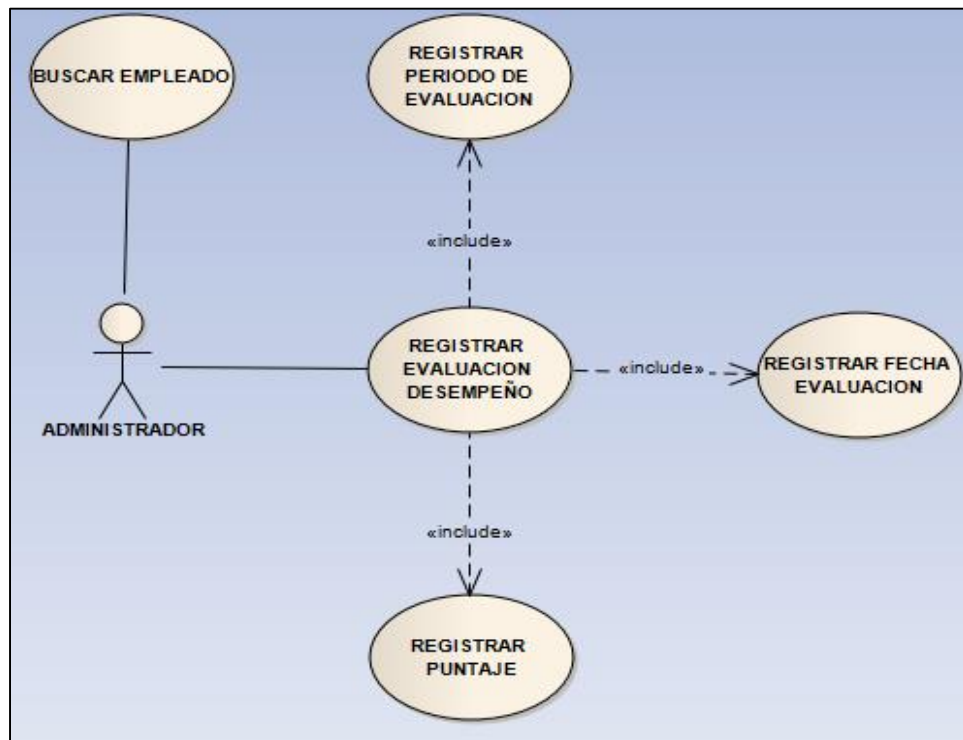 BUSCAR EMPLEADO
REGISTRAR
PERIODO DE
EVALUACION
«include»
ADMINISTRADOR
REGISTRAR
EVALUACION
DESEMPEÑO
«include»
REGISTRAR FECHA
EVALUACION
«include»
REGISTRAR
PUNTAJE